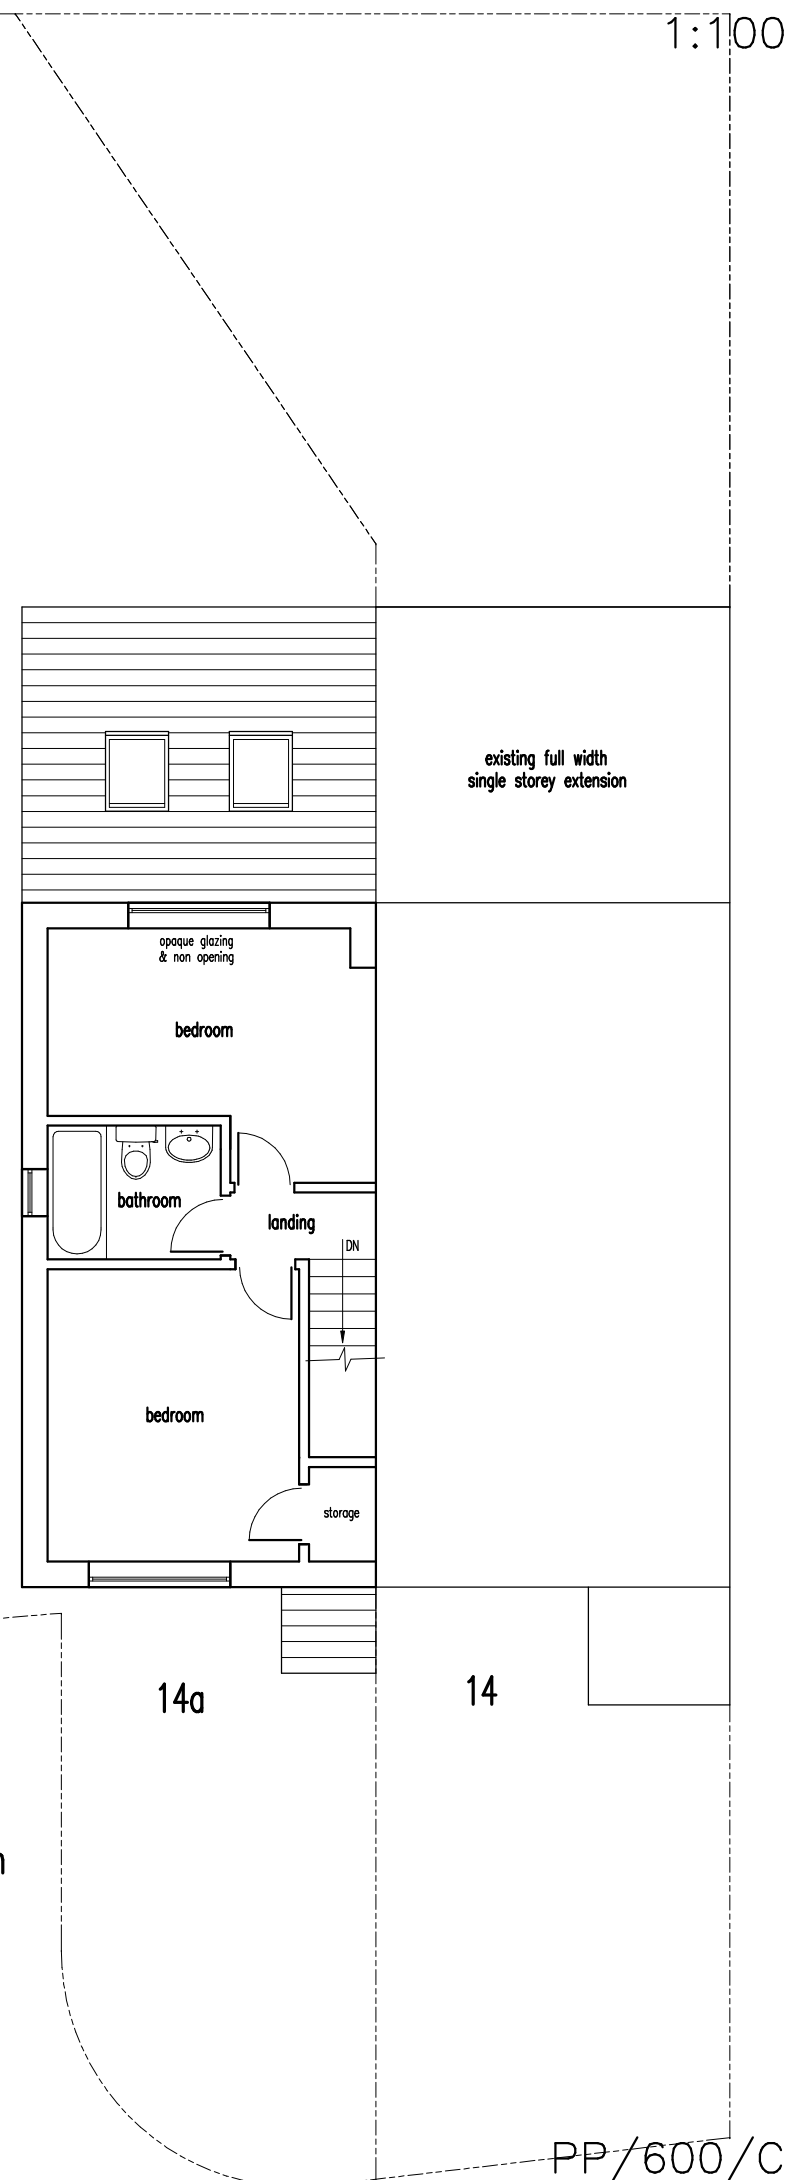 1:100
existing full width
single storey extension
opaque glazing
& non opening
bedroom
bathroom
landing
DN
bedroom
storage
14a
14
PP/600/C